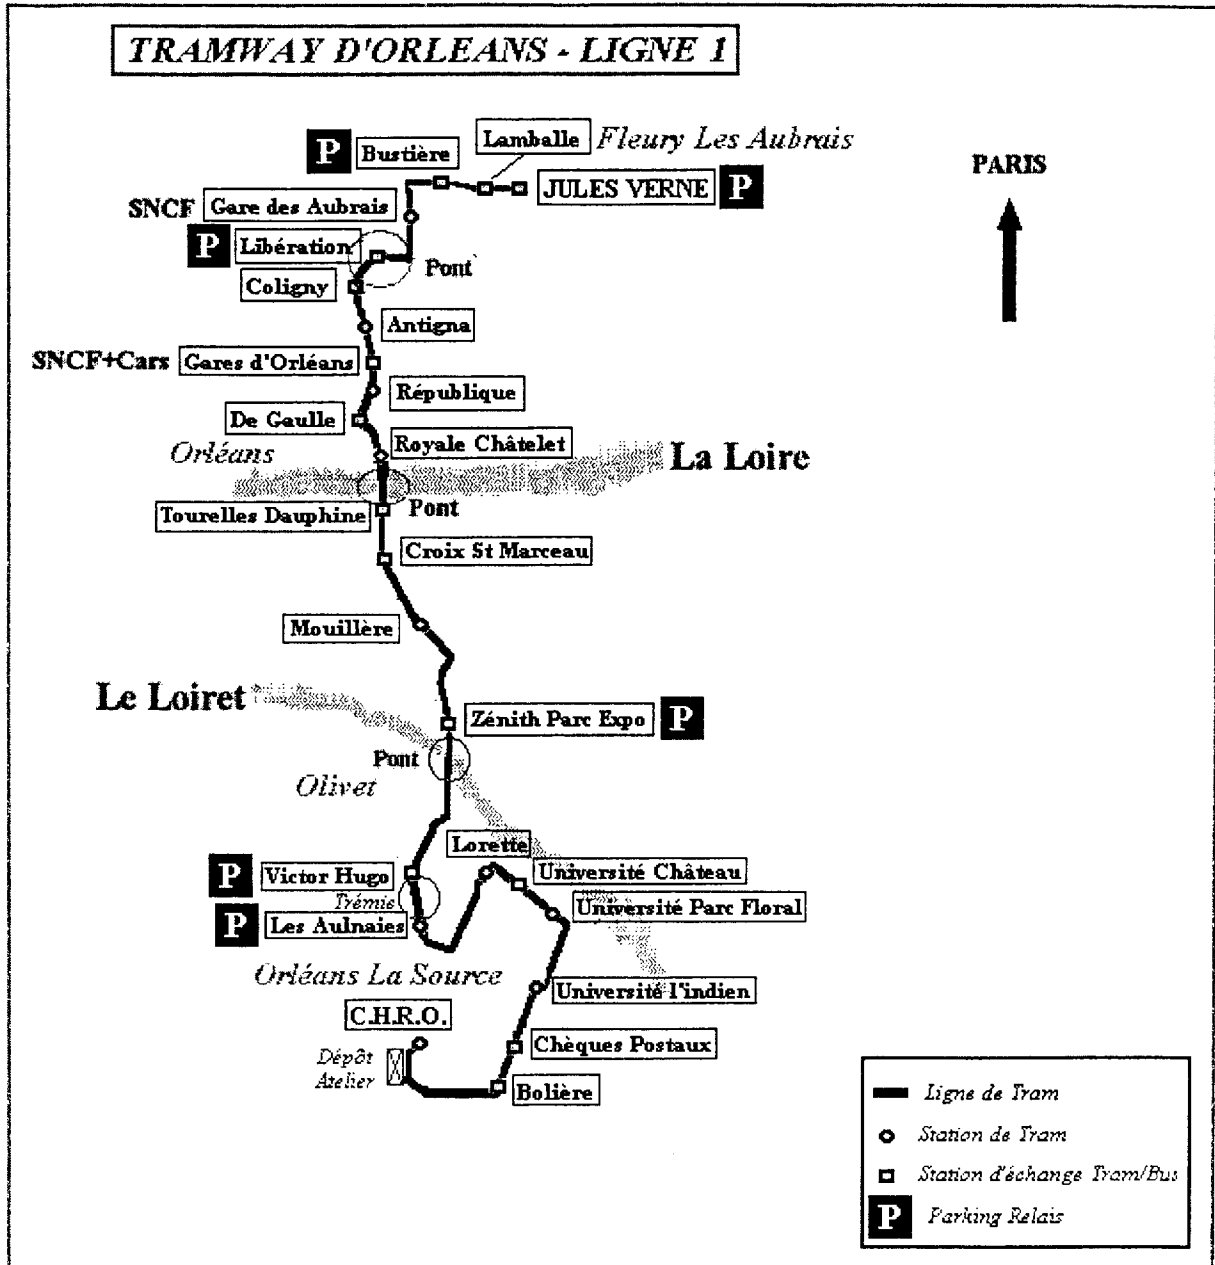 TRAMWAY D'ORLEANS - LIGNE 1
P Bustière
Lamballe
Fleury Les Aubrais
JULES VERNE P
PARIS
SNCF Gare des Aubrais
P Libération
Pont
Coligny
Antigna
SNCF+Cars Gares d'Orléans
République
De Gaulle
Orléans
Royale Châtelet
La Loire
Tourelles Dauphine
Pont
Croix St Marceau
Mouillère
Le Loiret
Zénith Parc Expo P
Pont
Olivet
Lorette
P Victor Hugo
Université Château
Trémie
Université Parc Floral
P Les Aulnaies
Orléans La Source
Université l'indien
C.H.R.O.
Chèques Postaux
Dépôt
Atelier
Bolière
Ligne de Tram
Station de Tram
Station d'échange Tram/Bus
P Parking Relais